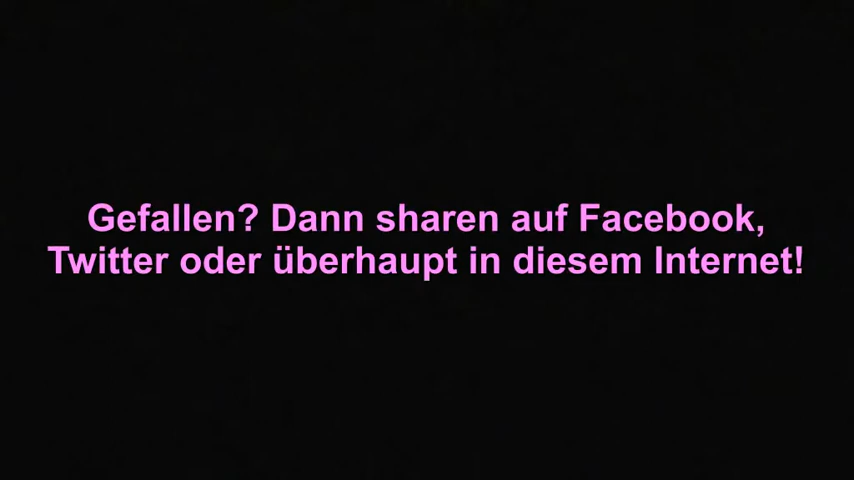 Gefallen? Dann sharen auf Facebook,
Twitter oder überhaupt in diesem Internet!